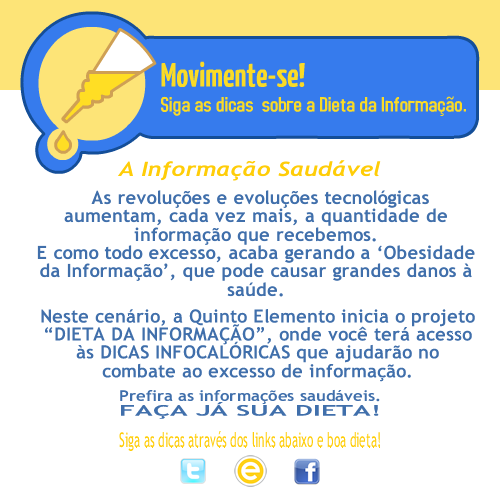 Movimente-se!
Siga as dicas sobre a Dieta da Informação.
A Informação Saudável
As revoluções e evoluções tecnológicas
aumentam, cada vez mais, a quantidade de
informação que recebemos.
E como todo excesso, acaba gerando a ‘Obesidade
da Informação’, que pode causar grandes danos à
saúde.
Neste cenário, a Quinto Elemento inicia o projeto
“DIETA DA INFORMAÇÃO”, onde você terá acesso
às DICAS INFOCALÓRICAS que ajudarão no
combate ao excesso de informação.
Prefira as informações saudáveis.
FAÇA JÁ SUA DIETA!
Siga as dicas através dos links abaixo e boa dieta!
t e f